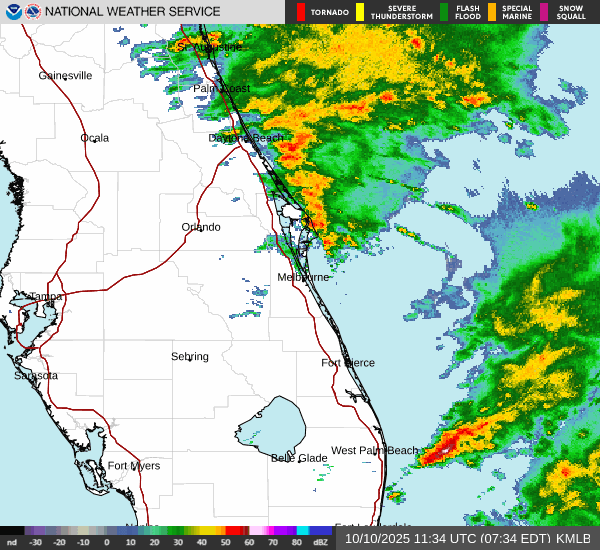 NATIONAL WEATHER SERVICE
TORNADO
SEVERE THUNDERSTORM
FLASH FLOOD
SPECIAL MARINE
SNOW SQUALL
St. Augustine
Gainesville
Palm Coast
Ocala
Daytona Beach
Orlando
Melbourne
Tampa
Sebring
Fort Pierce
Sarasota
West Palm Beach
Belle Glade
Fort Myers
nd -30 -20 -10 0 10 20 30 40 50 60 70 80 dBZ
10/10/2025 11:34 UTC (07:34 EDT) KMLB